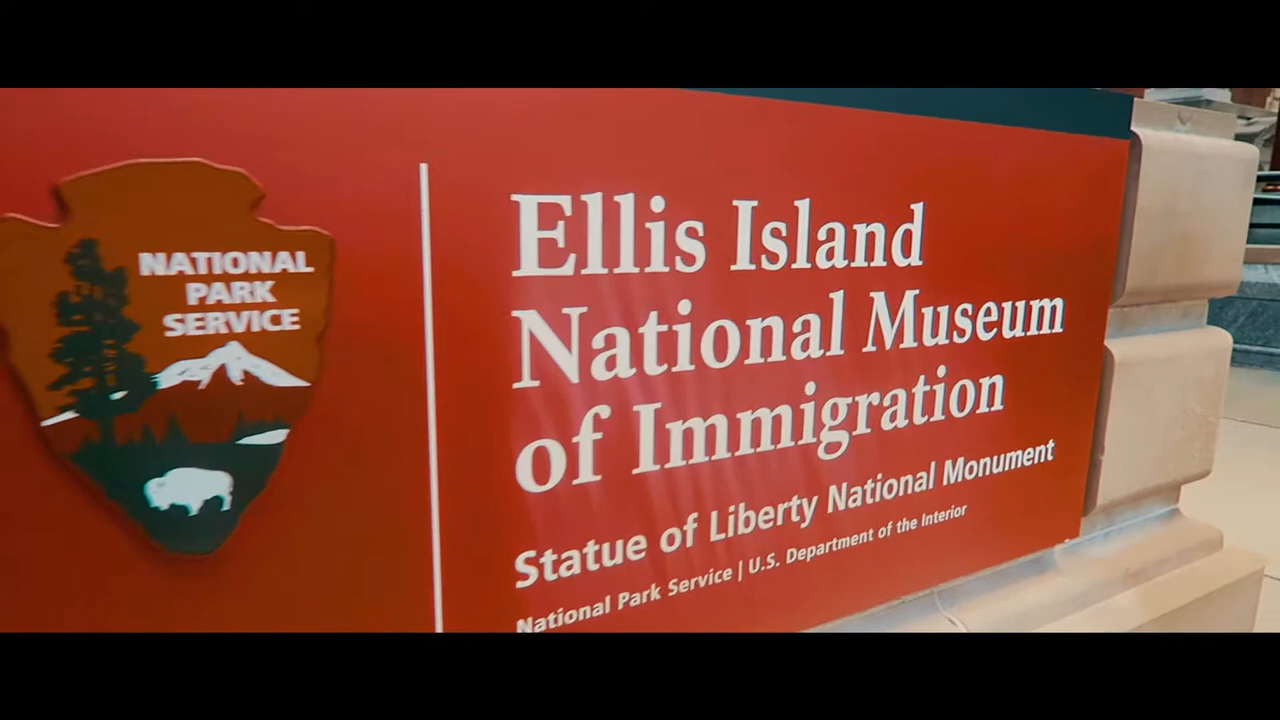 NATIONAL
PARK
SERVICE
Ellis Island
National Museum
of Immigration
Statue of Liberty National Monument
National Park Service | U.S. Department of the Interior